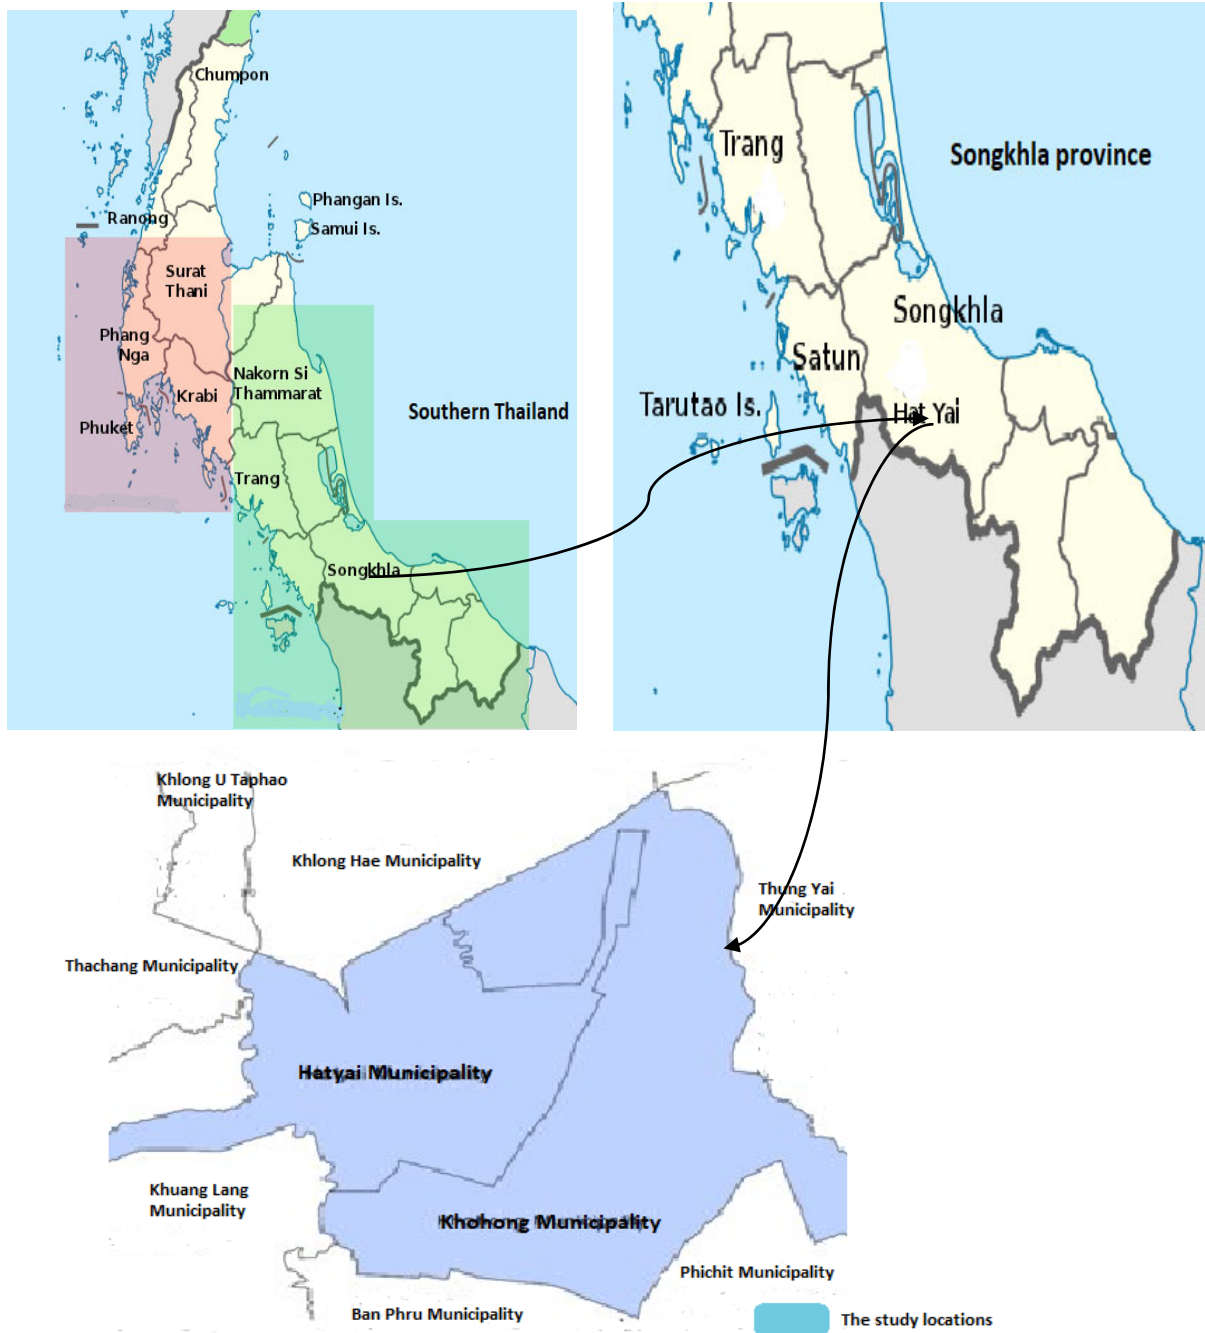 Chumpon
Phangan Is.
Samui Is.
Ranong
Surat
Thani
Phang
Nga
Krabi
Nakorn Si
Thammarat
Phuket
Southern Thailand
Trang
Songkhla
Trang
Songkhla province
Songkhla
Satun
Tarutao Is.
Hat Yai
Khlong U Taphao
Municipality
Khlong Hae Municipality
Thung Yai
Municipality
Thachang Municipality
Hatyai Municipality
Khuang Lang
Municipality
Khohong Municipality
Phichit Municipality
Ban Phru Municipality
The study locations